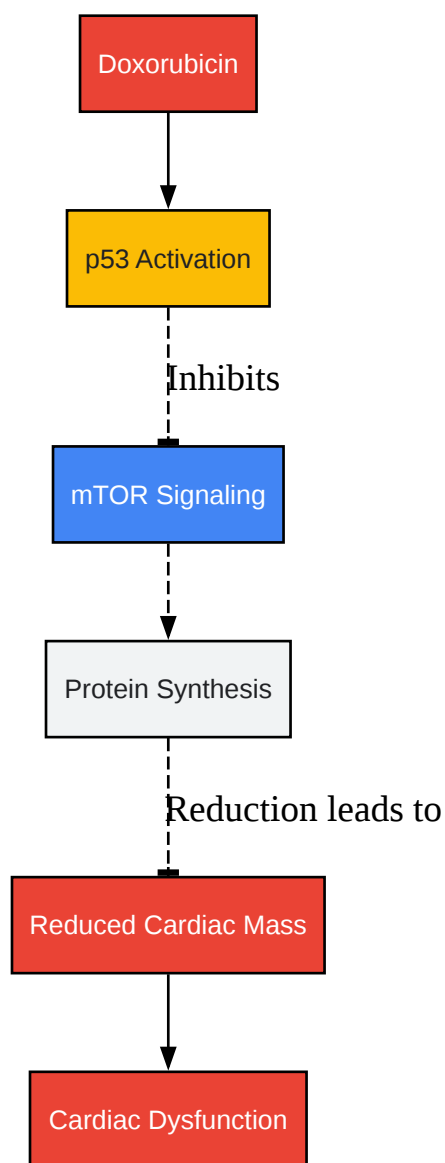 Doxorubicin
p53 Activation
Inhibits
mTOR Signaling
Protein Synthesis
Reduction leads to
Reduced Cardiac Mass
Cardiac Dysfunction